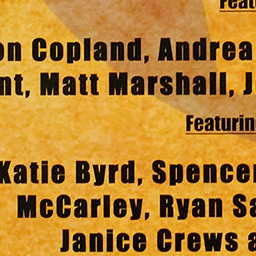 on Copland, Andrea
nt, Matt Marshall, J
Featurin
Katie Byrd, Spencer
McCarley, Ryan Sa
Janice Crews a